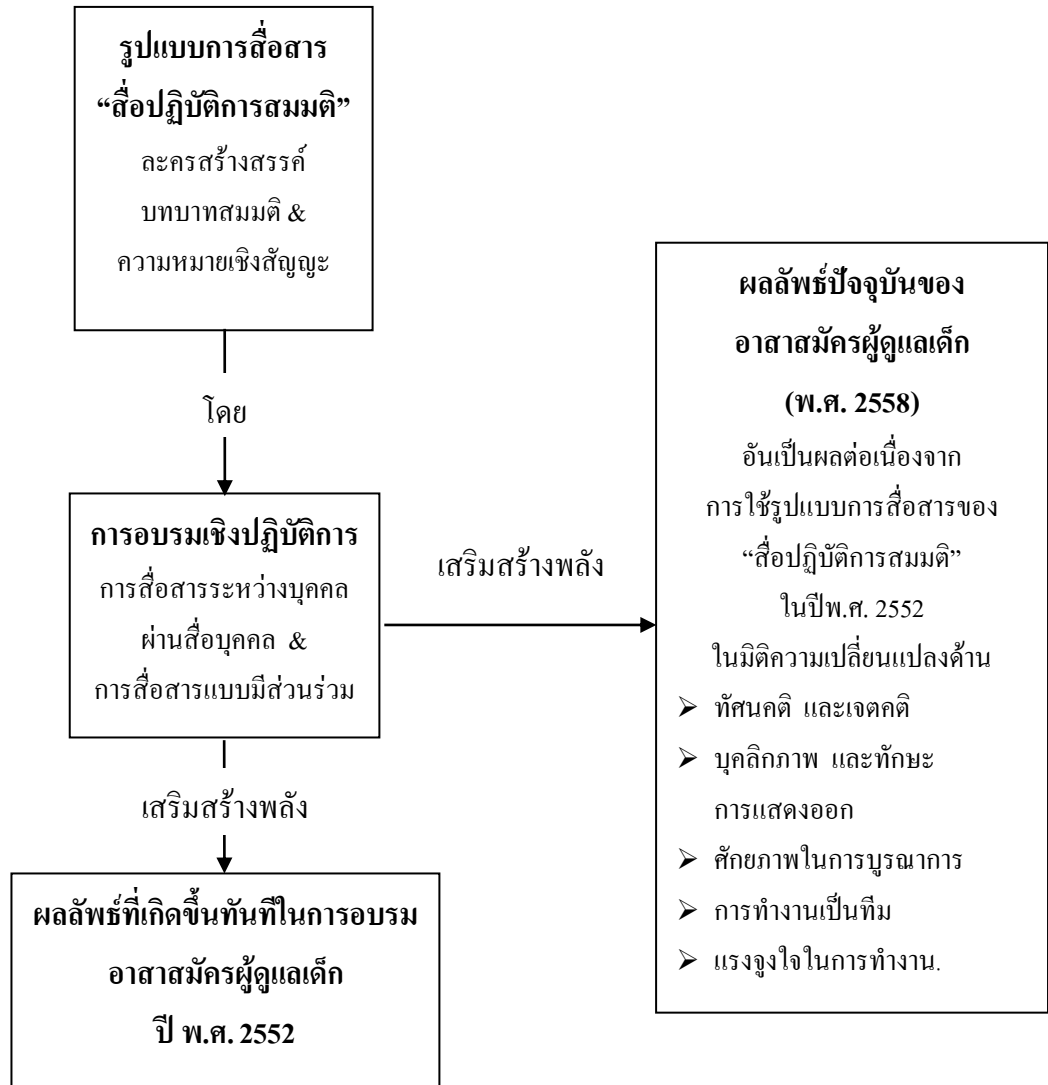 รูปแบบการสื่อสาร
“สื่อปฏิบัติการสมมติ”
ละครสร้างสรรค์
บทบาทสมมติ &
ความหมายเชิงสัญญะ
โดย
การอบรมเชิงปฏิบัติการ
การสื่อสารระหว่างบุคคล
ผ่านสื่อบุคคล &
การสื่อสารแบบมีส่วนร่วม
เสริมสร้างพลัง
เสริมสร้างพลัง
ผลลัพธ์ที่เกิดขึ้นทันทีในการอบรม
อาสาสมัครผู้ดูแลเด็ก
ปี พ.ศ. 2552
ผลลัพธ์ปัจจุบันของ
อาสาสมัครผู้ดูแลเด็ก
(พ.ศ. 2558)
อันเป็นผลต่อเนื่องจาก
การใช้รูปแบบการสื่อสารของ
“สื่อปฏิบัติการสมมติ”
ในปีพ.ศ. 2552
ในมิติความเปลี่ยนแปลงด้าน
➢ ทัศนคติ และเจตคติ
➢ บุคลิกภาพ และทักษะ
การแสดงออก
➢ ศักยภาพในการบูรณาการ
➢ การทำงานเป็นทีม
➢ แรงจูงใจในการทำงาน.